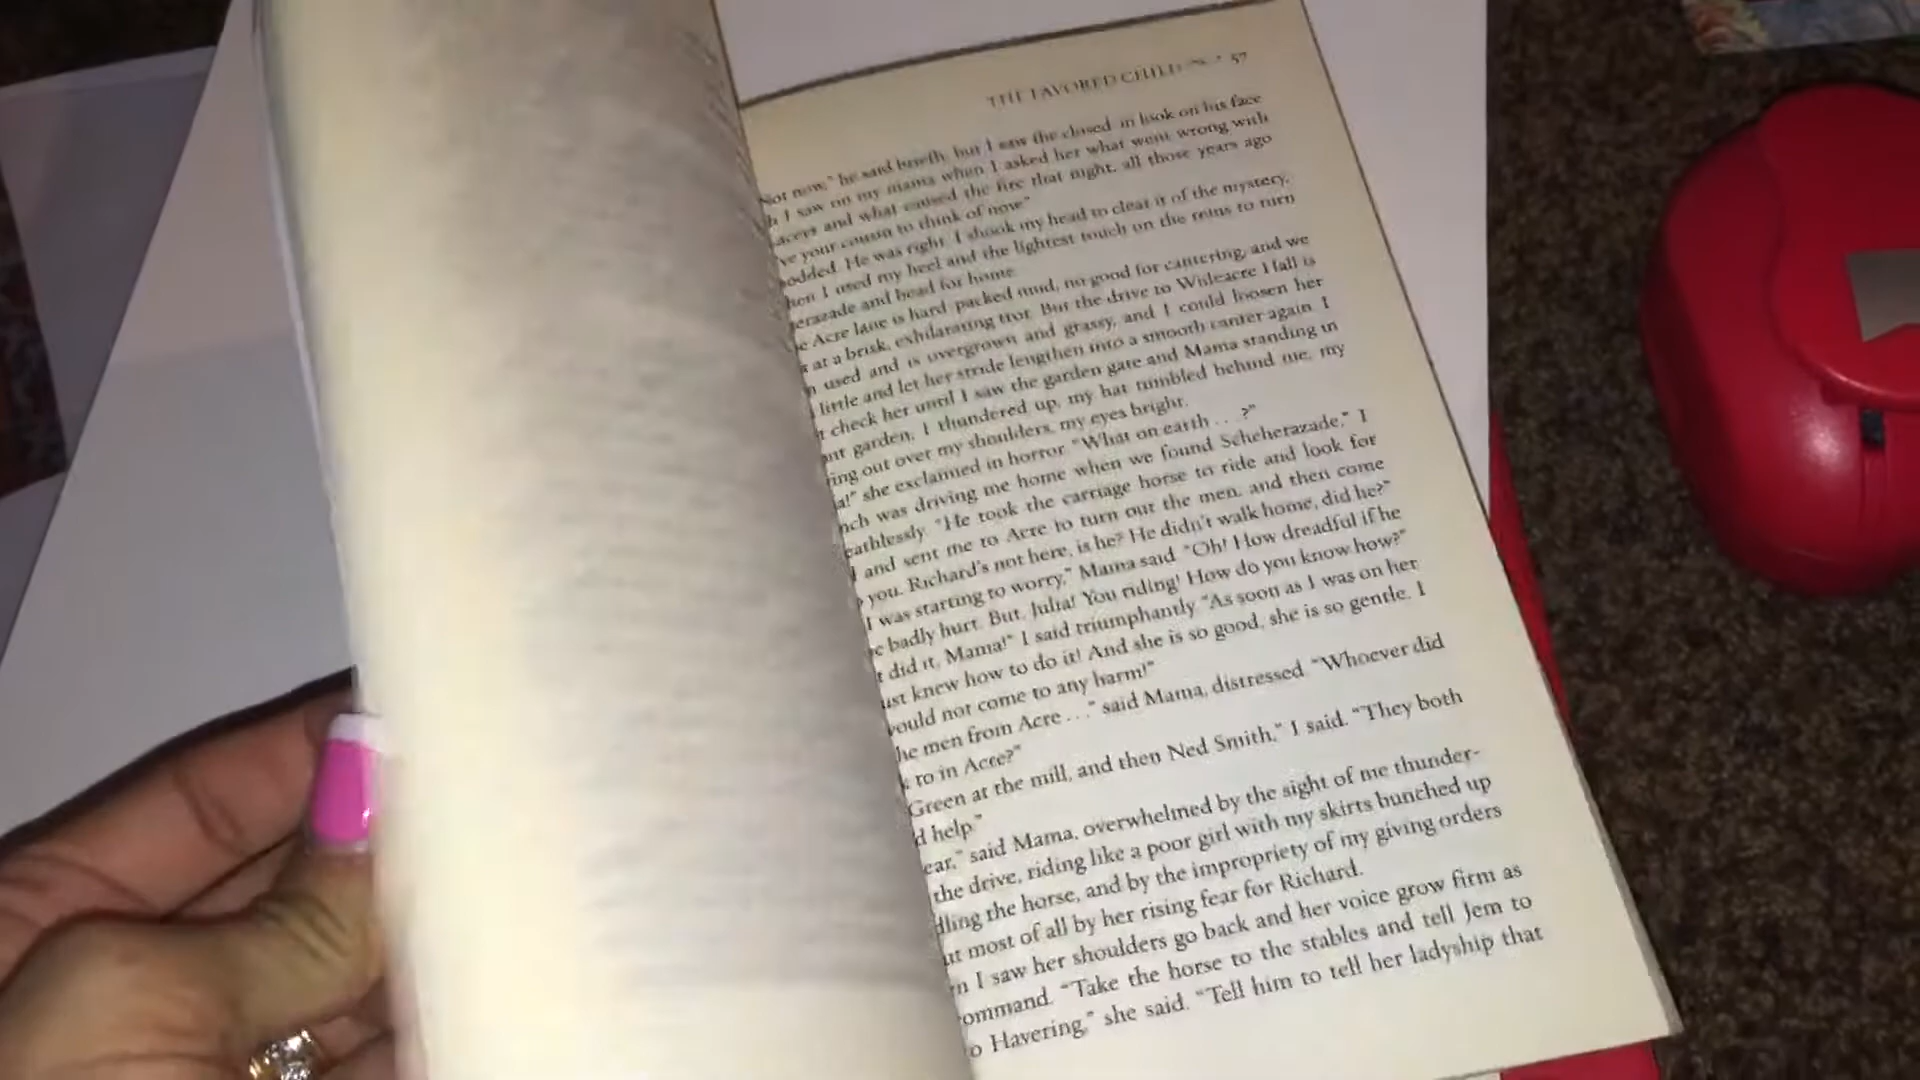 THE FAVORED CHILD 57
Not now," he said briefly, but I saw the closed-in look on his face
h I saw on my mama when I asked her what went wrong with
acers and what caused the fire that night, all those years ago
ve your cousin to think of now."
odded. He was right. I shook my head to clear it of the mystery,
hen I used my heel and the lightest touch on the reins to turn
erazade and head for home.
e Acre lane is hard-packed mud, no good for cantering, and we
at a brisk, exhilarating trot. But the drive to Wideacre Hall is
n used and is overgrown and grassy, and I could loosen her
little and let her stride lengthen into a smooth canter again. I
t check her until I saw the garden gate and Mama standing in
nt garden. I thundered up, my hat tumbled behind me, my
ing out over my shoulders, my eyes bright.
a!" she exclaimed in horror. "What on earth . . . ?"
nch was driving me home when we found Scheherazade," I
eathlessly. "He took the carriage horse to ride and look for
d and sent me to Acre to turn out the men, and then come
o you. Richard's not here, is he? He didn't walk home, did he?"
I was starting to worry," Mama said. "Oh! How dreadful if he
e badly hurt. But, Julia! You riding! How do you know how?"
t did it, Mama!" I said triumphantly. "As soon as I was on her
ust knew how to do it! And she is so good, she is so gentle. I
would not come to any harm!"
he men from Acre . . ." said Mama, distressed. "Whoever did
k to in Acre?"
Green at the mill, and then Ned Smith," I said. "They both
d help."
ear," said Mama, overwhelmed by the sight of me thunder-
the drive, riding like a poor girl with my skirts bunched up
dling the horse, and by the impropriety of my giving orders
ut most of all by her rising fear for Richard.
n I saw her shoulders go back and her voice grow firm as
ommand. "Take the horse to the stables and tell Jem to
o Havering," she said. "Tell him to tell her ladyship that